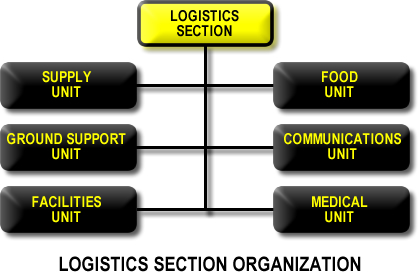 LOGISTICS
SECTION
SUPPLY
UNIT
FOOD
UNIT
GROUND SUPPORT
UNIT
COMMUNICATIONS
UNIT
FACILITIES
UNIT
MEDICAL
UNIT
LOGISTICS SECTION ORGANIZATION